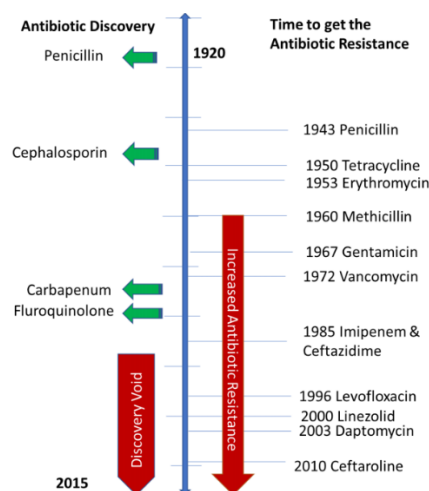 Antibiotic Discovery
Time to get the
Antibiotic Resistance
Penicillin
1920
Cephalosporin
Carbapenum
Fluroquinolone
Discovery Void
2015
Increased Antibiotic Resistance
1943 Penicillin
1950 Tetracycline
1953 Erythromycin
1960 Methicillin
1967 Gentamicin
1972 Vancomycin
1985 Imipenem &
Ceftazidime
1996 Levofloxacin
2000 Linezolid
2003 Daptomycin
2010 Ceftaroline